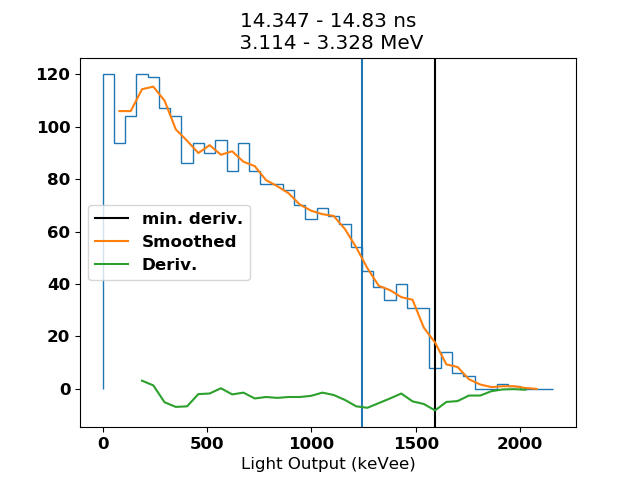 14.347 - 14.83 ns
3.114 - 3.328 MeV
120
100
80
60
40
20
0
min. deriv.
Smoothed
Deriv.
0 500 1000 1500 2000
Light Output (keVee)